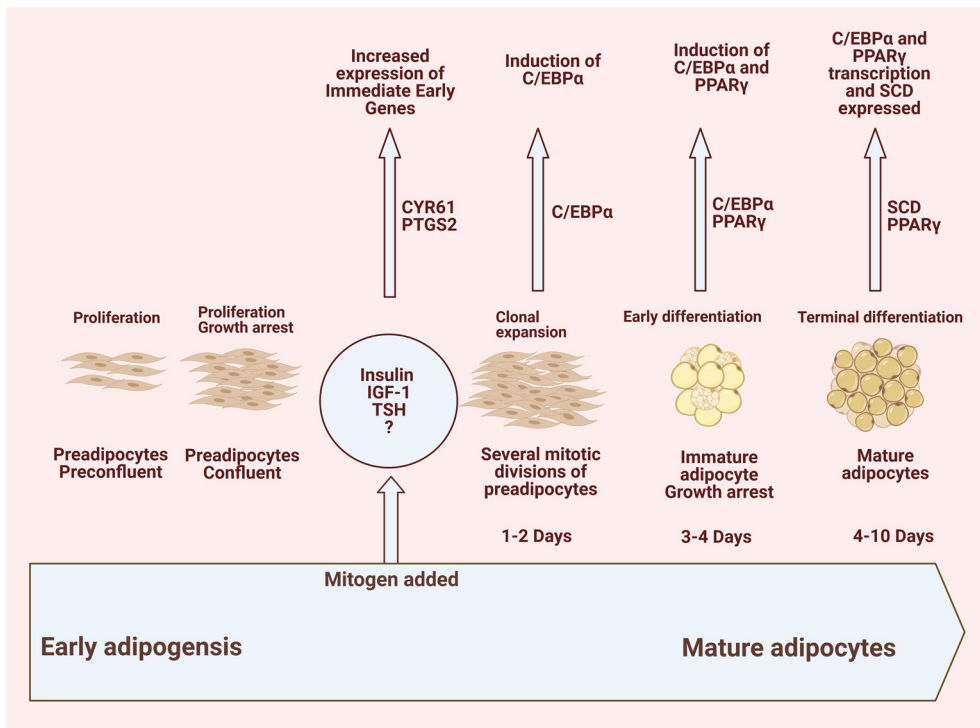 Increased
expression of
Immediate Early
Genes
Induction of
C/EBPα
Induction of
C/EBPα and
PPARγ
C/EBPα and
PPARγ
transcription
and SCD
expressed
CYR61
PTGS2
C/EBPα
C/EBPα
PPARγ
SCD
PPARγ
Proliferation
Proliferation
Growth arrest
Clonal
expansion
Early differentiation
Terminal differentiation
Insulin
IGF-1
TSH
?
Preadipocytes
Preconfluent
Preadipocytes
Confluent
Several mitotic
divisions of
preadipocytes
Immature
adipocyte
Growth arrest
Mature
adipocytes
1-2 Days
3-4 Days
4-10 Days
Mitogen added
Early adipogensis
Mature adipocytes